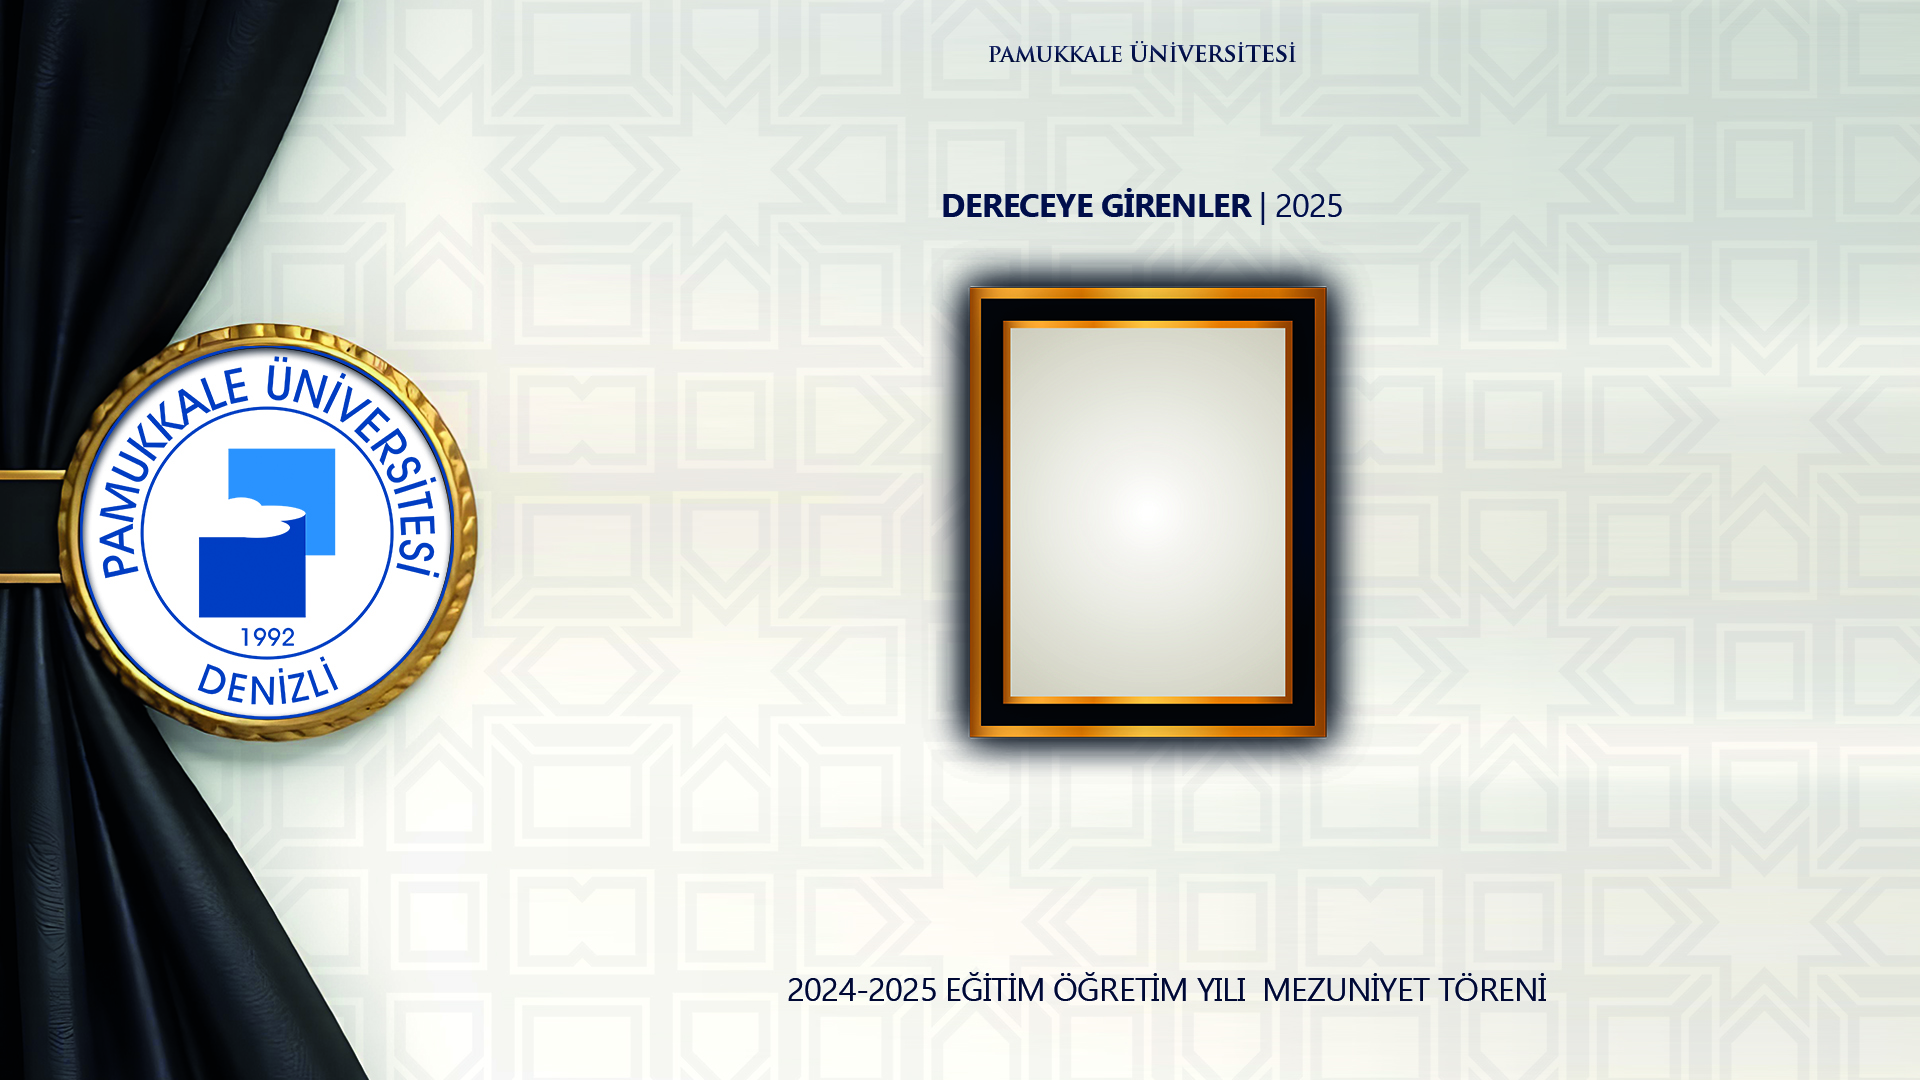 PAMUKKALE ÜNİVERSİTESİ
DERECEYE GİRENLER | 2025
PAMUKKALE ÜNİVERSİTESİ
1992
DENİZLİ
2024-2025 EĞİTİM ÖĞRETİM YILI  MEZUNİYET TÖRENİ